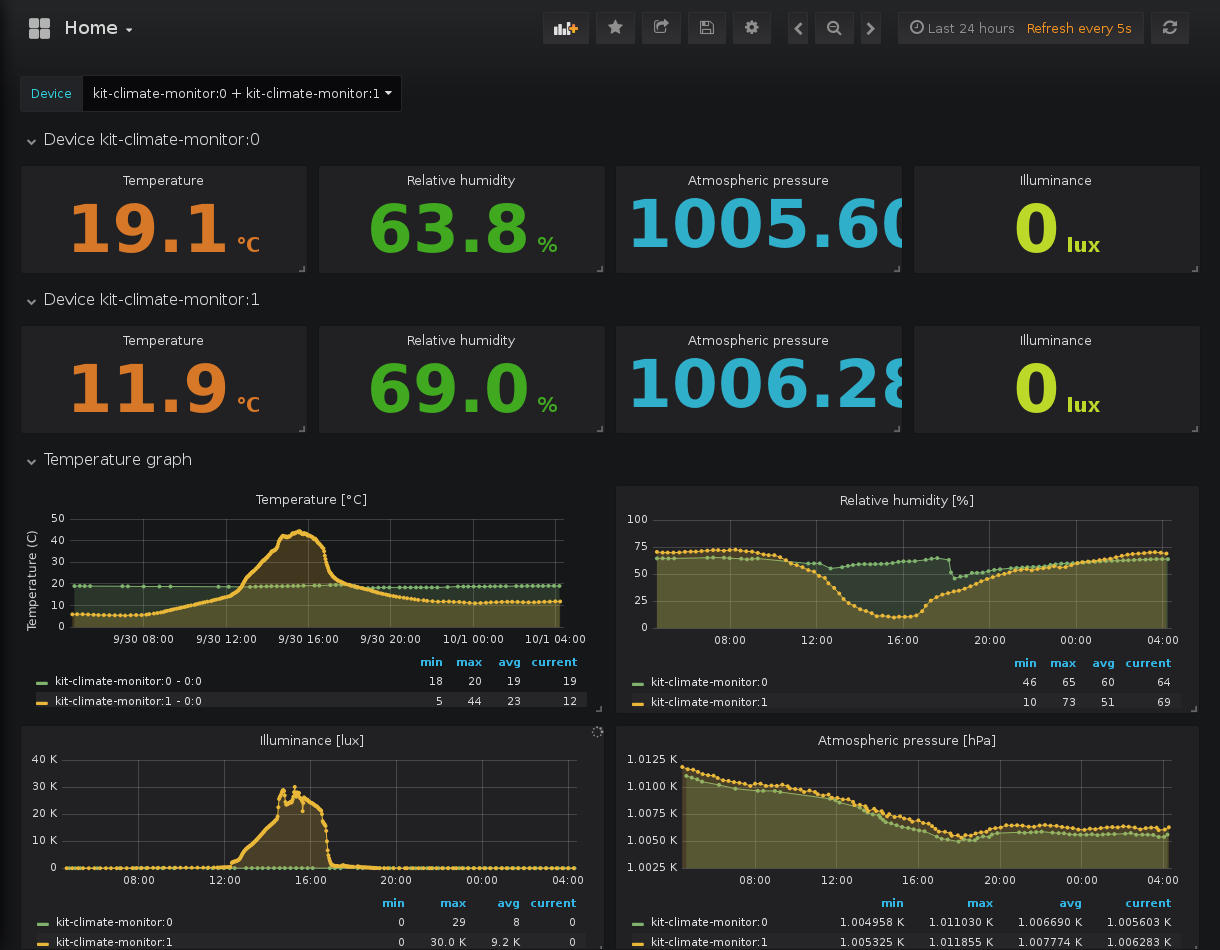 Home
Last 24 hours Refresh every 5s
Device kit-climate-monitor:0 + kit-climate-monitor:1
Device kit-climate-monitor:0
Temperature Relative humidity Atmospheric pressure Illuminance
19.1 °C 63.8 % 1005.60 0 lux
Device kit-climate-monitor:1
Temperature Relative humidity Atmospheric pressure Illuminance
11.9 °C 69.0 % 1006.28 0 lux
Temperature graph
Temperature [°C]
Temperature (C)
50
40
30
20
10
0
9/30 08:00 9/30 12:00 9/30 16:00 9/30 20:00 10/1 00:00 10/1 04:00
min max avg current
kit-climate-monitor:0 - 0:0 18 20 19 19
kit-climate-monitor:1 - 0:0 5 44 23 12
Relative humidity [%]
100
75
50
25
0
08:00 12:00 16:00 20:00 00:00 04:00
min max avg current
kit-climate-monitor:0 46 65 60 64
kit-climate-monitor:1 10 73 51 69
Illuminance [lux]
40 K
30 K
20 K
10 K
0
08:00 12:00 16:00 20:00 00:00 04:00
min max avg current
kit-climate-monitor:0 0 29 8 0
kit-climate-monitor:1 0 30.0 K 9.2 K 0
Atmospheric pressure [hPa]
1.0125 K
1.0100 K
1.0075 K
1.0050 K
1.0025 K
08:00 12:00 16:00 20:00 00:00 04:00
min max avg current
kit-climate-monitor:0 1.004958 K 1.011030 K 1.006690 K 1.005603 K
kit-climate-monitor:1 1.005325 K 1.011855 K 1.007774 K 1.006283 K